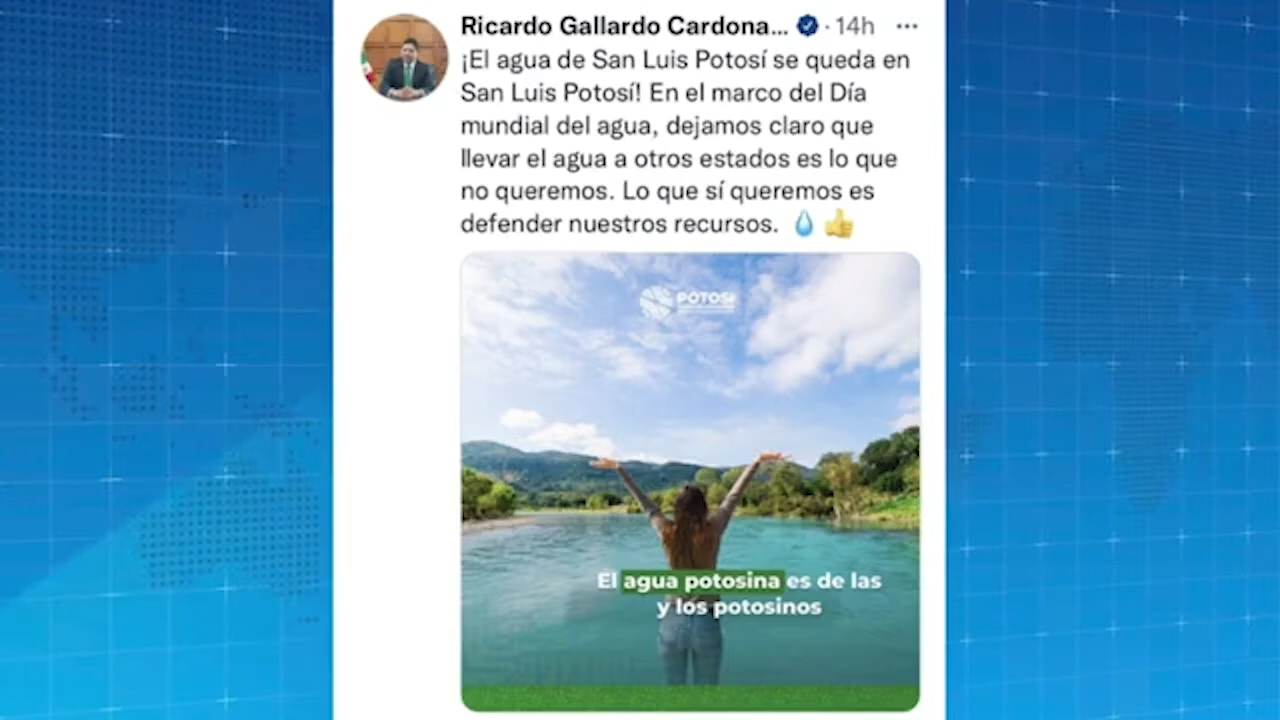 Ricardo Gallardo Cardona... · 14h ...
¡El agua de San Luis Potosí se queda en
San Luis Potosí! En el marco del Día
mundial del agua, dejamos claro que
llevar el agua a otros estados es lo que
no queremos. Lo que sí queremos es
defender nuestros recursos. 💧👍
POTOSÍ
El agua potosina es de las
y los potosinos